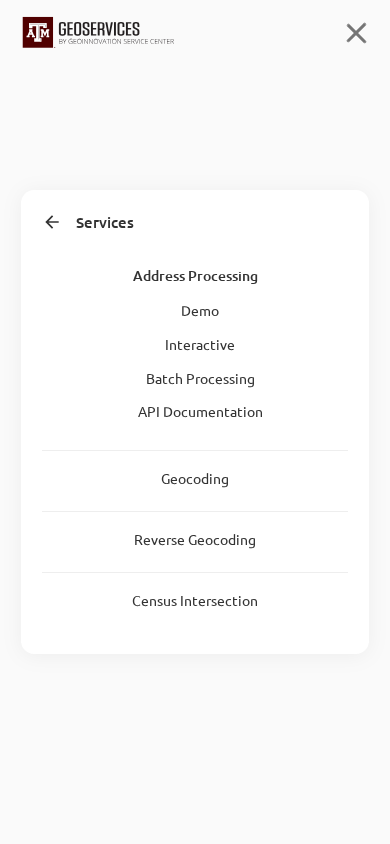 ATM GEOSERVICES
BY GEOINNOVATION SERVICE CENTER
Services
Address Processing
Demo
Interactive
Batch Processing
API Documentation
Geocoding
Reverse Geocoding
Census Intersection